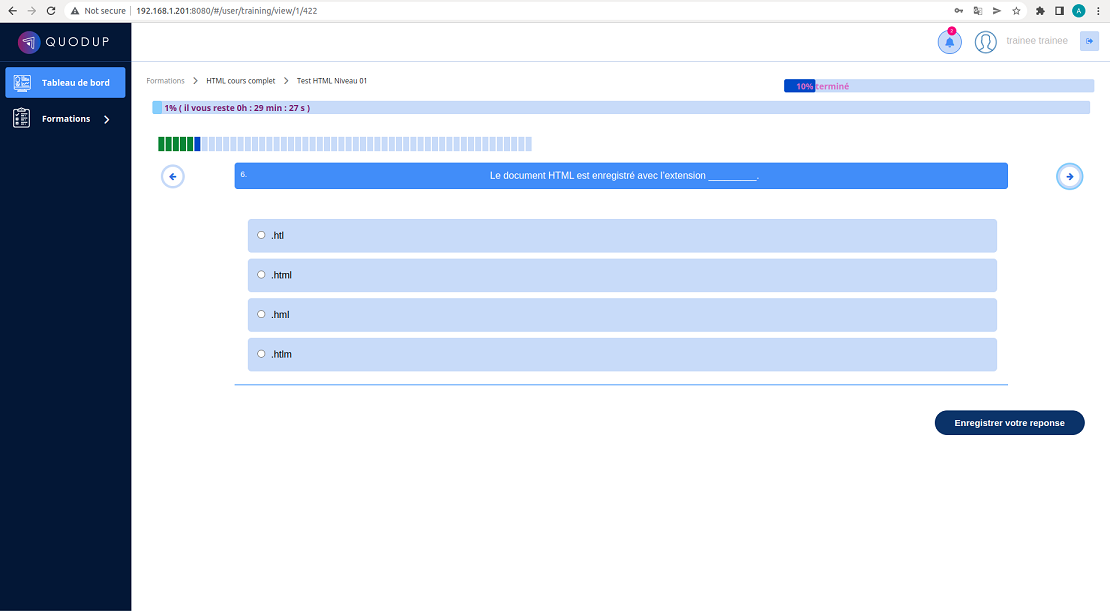 Not secure
192.168.1.201:8080/#/user/training/view/1/422
A
QUODUP
2
trainee trainee
Tableau de bord
Formations
Formations > HTML cours complet > Test HTML Niveau 01
10% terminé
1% ( il vous reste 0h : 29 min : 27 s )
6.
Le document HTML est enregistré avec l'extension __________.
.htl
.html
.hml
.htlm
Enregistrer votre reponse